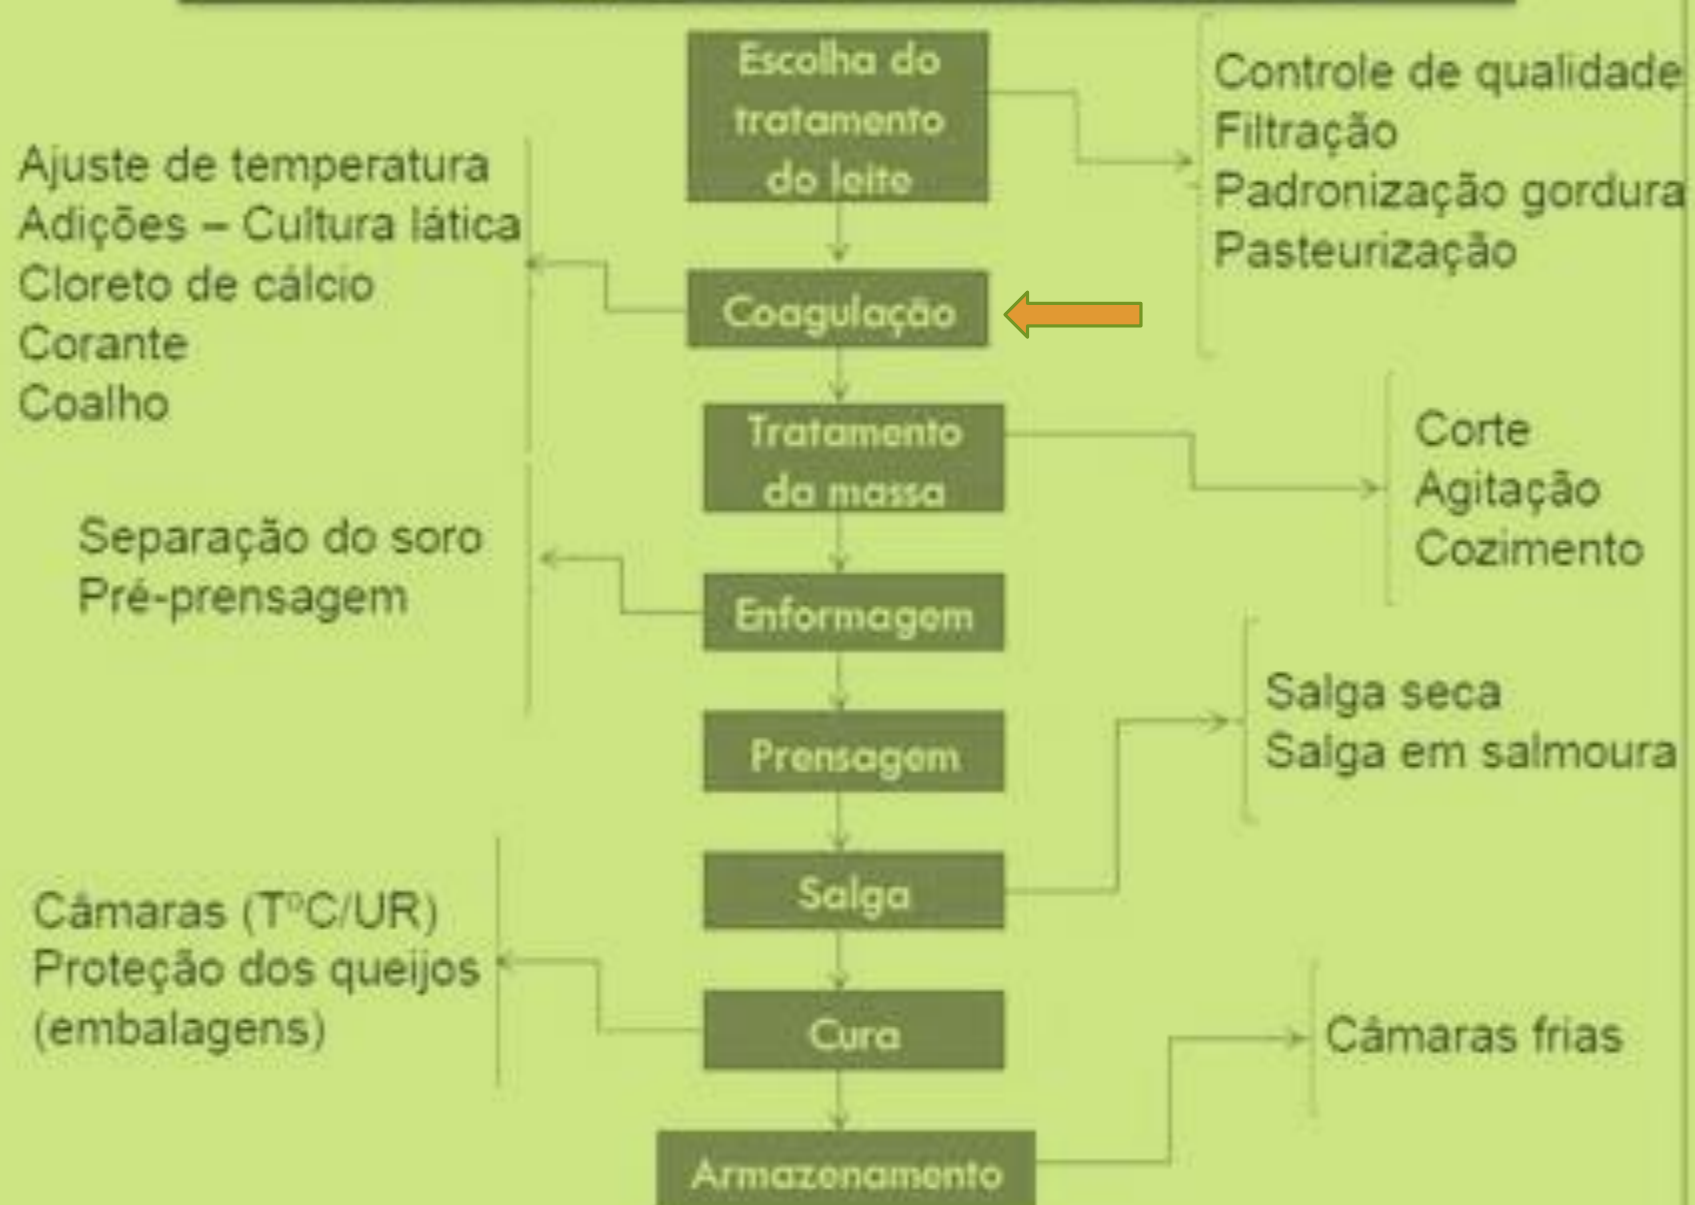 Escolha do
tratamento
do leite
Controle de qualidade
Filtração
Padronização gordura
Pasteurização
Coagulação
Ajuste de temperatura
Adições – Cultura lática
Cloreto de cálcio
Corante
Coalho
Tratamento
da massa
Corte
Agitação
Cozimento
Enformagem
Separação do soro
Pré-prensagem
Prensagem
Salga
Salga seca
Salga em salmoura
Cura
Câmaras (TºC/UR)
Proteção dos queijos
(embalagens)
Armazenamento
Câmaras frias